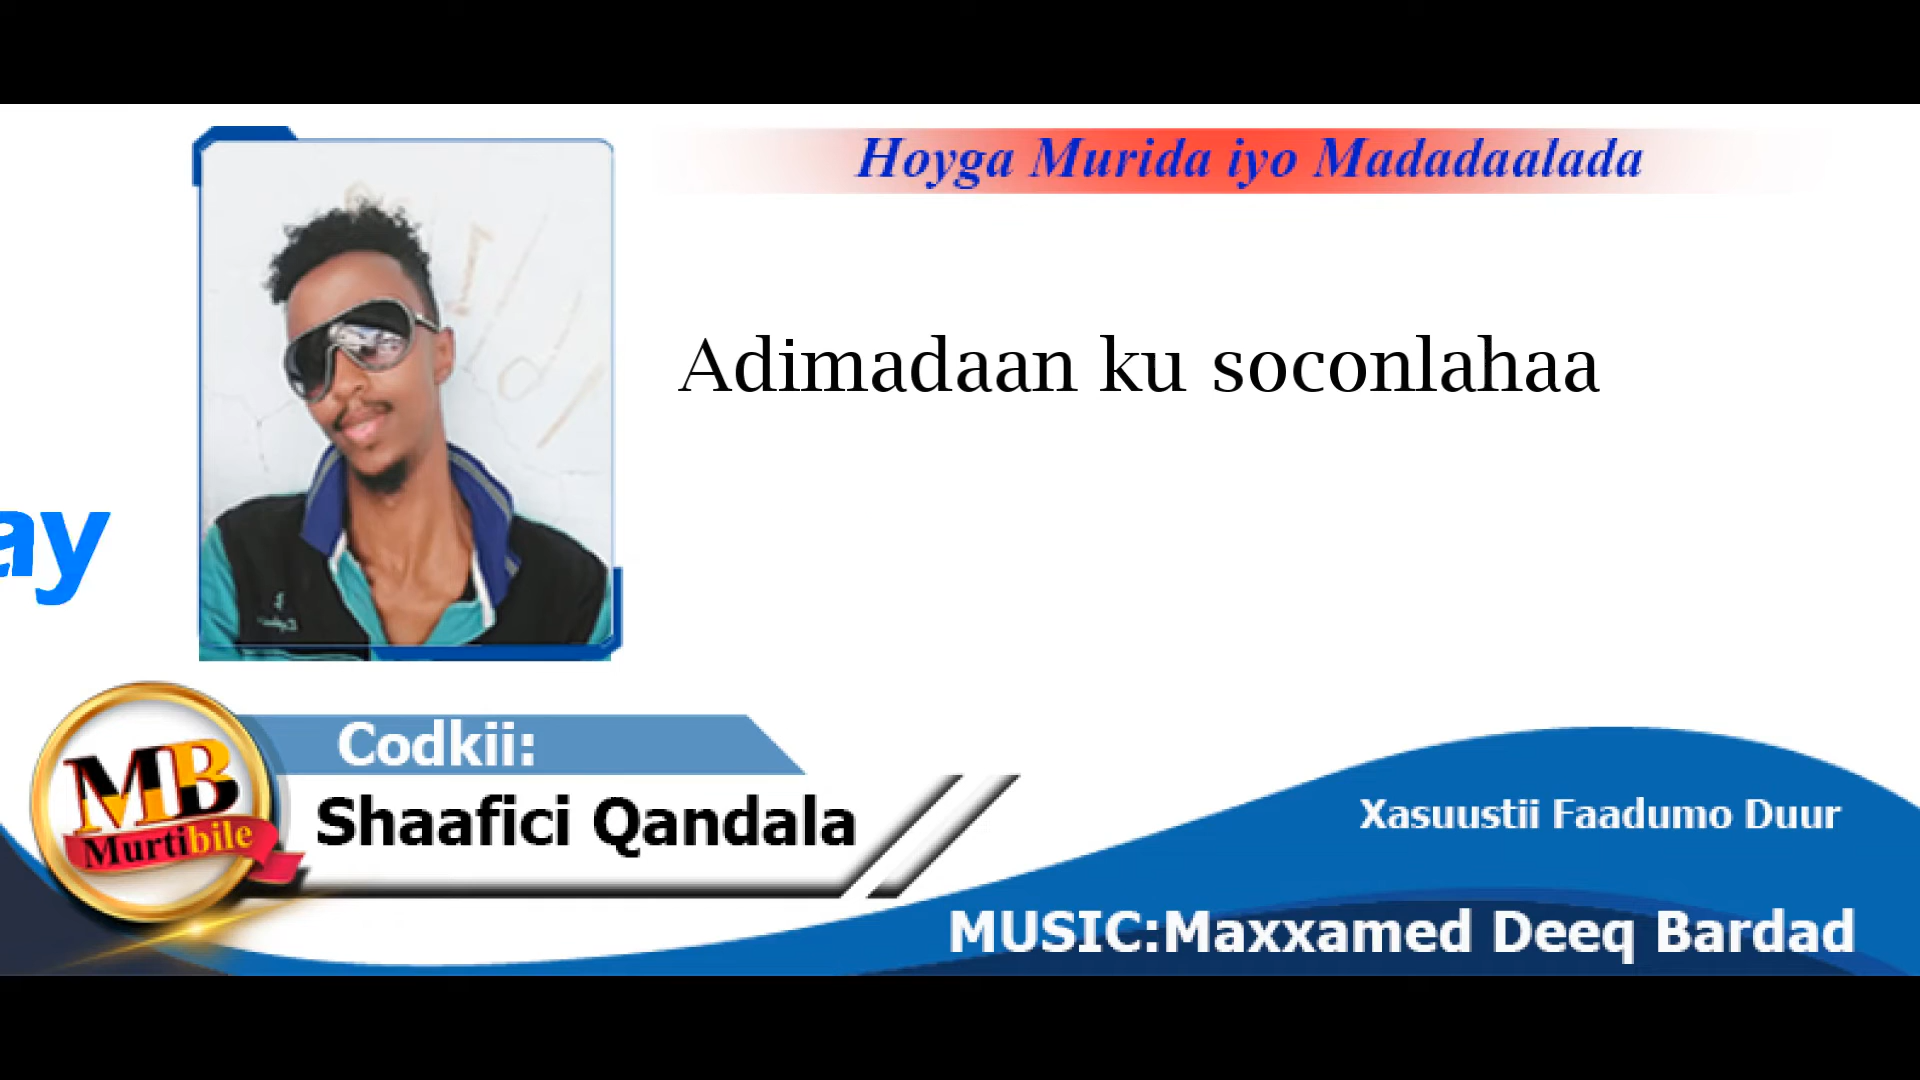 Hoyga Murida iyo Madadaalada
Adimadaan ku soconlahaa
ay
Codkii:
Shaafici Qandala
MB
Murtibile
Xasuustii Faadumo Duur
MUSIC:Maxxamed Deeq Bardad